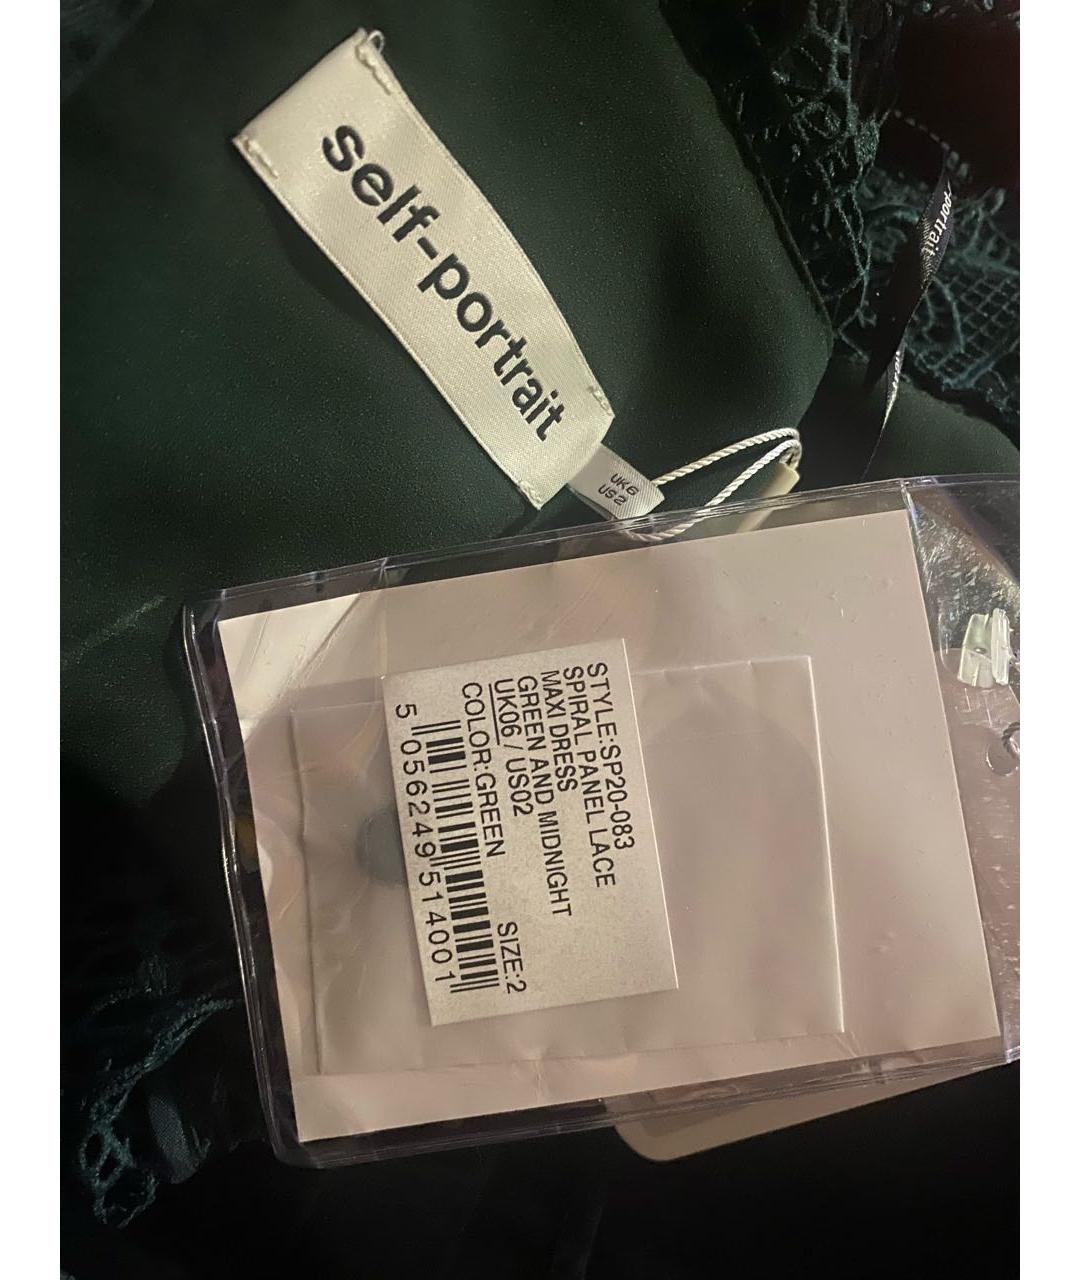 self-portrait
UK6
US2
portrait
STYLE:SP20-083
SPIRAL PANEL LACE
MAXI DRESS
GREEN AND MIDNIGHT
UK06 / US02
COLOR:GREEN SIZE:2
5 056249 514001